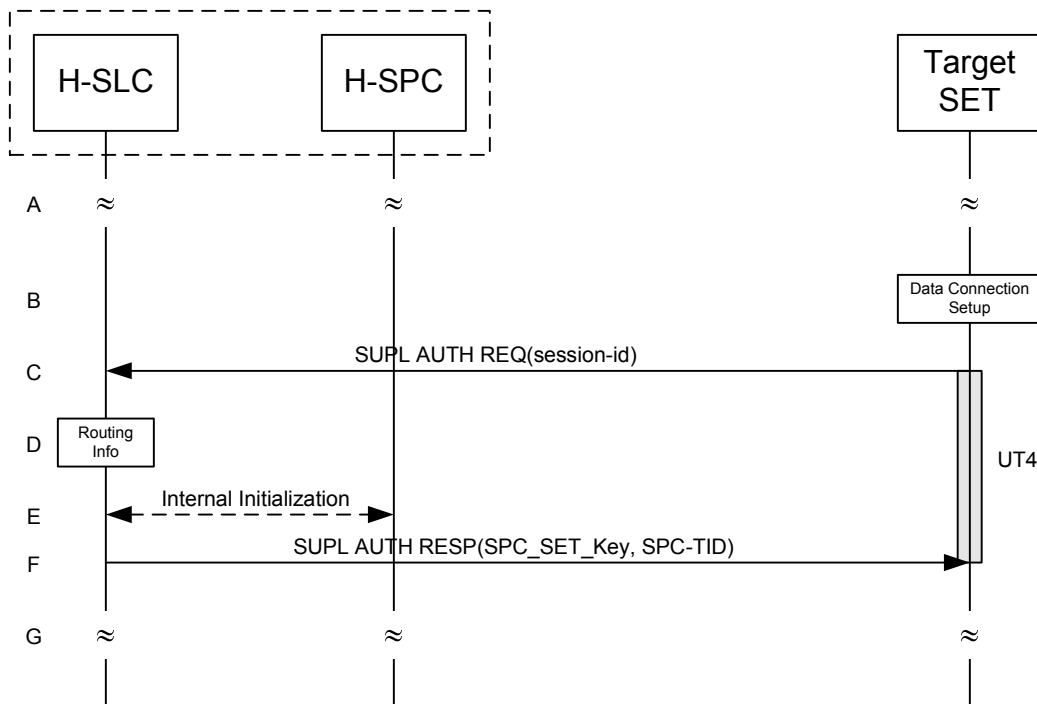 H-SLC
H-SPC
Target
SET
A
≈ ≈ ≈
B
Data Connection
Setup
SUPL AUTH REQ(session-id)
C
D
Routing
Info
UT4
Internal Initialization
E
SUPL AUTH RESP(SPC_SET_Key, SPC-TID)
F
G
≈ ≈ ≈